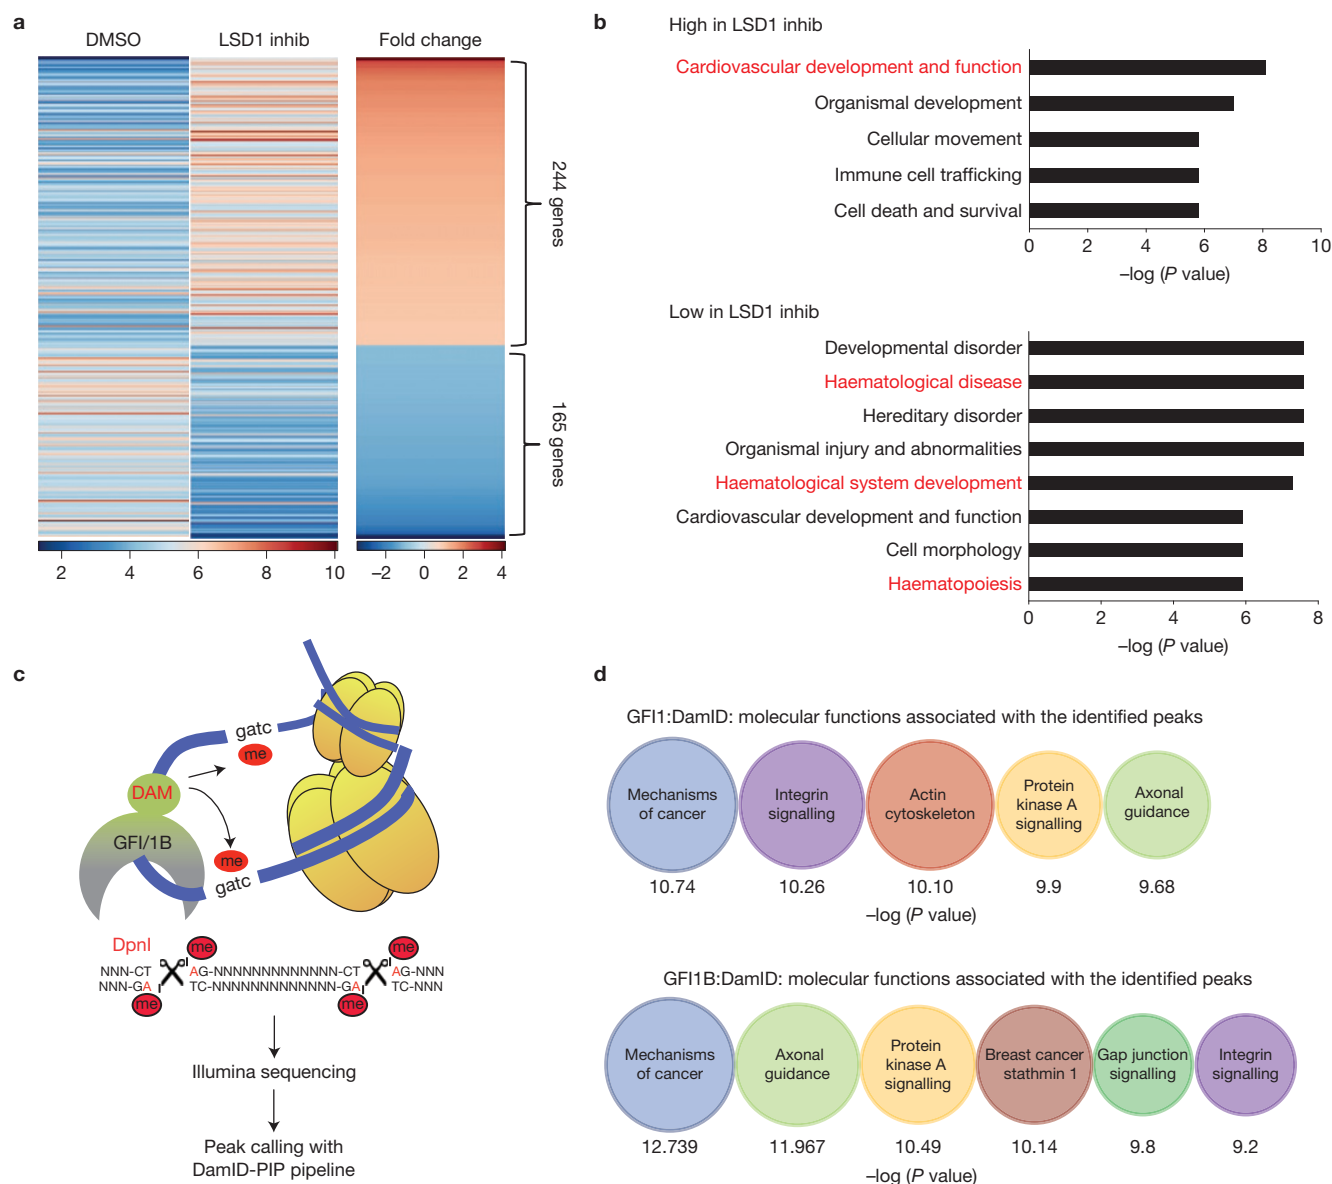 a
DMSO
LSD1 inhib
Fold change
244 genes
165 genes
2 4 6 8 10
–2 0 2 4
b
High in LSD1 inhib
Cardiovascular development and function
Organismal development
Cellular movement
Immune cell trafficking
Cell death and survival
0 2 4 6 8 10
–log (P value)
Low in LSD1 inhib
Developmental disorder
Haematological disease
Hereditary disorder
Organismal injury and abnormalities
Haematological system development
Cardiovascular development and function
Cell morphology
Haematopoiesis
0 2 4 6 8
–log (P value)
c
gatc
me
DAM
GFI/1B
me
gatc
DpnI
me
me
NNN-CT
AG-NNNNNNNNNNNNN-CT
AG-NNN
NNN-GA
TC-NNNNNNNNNNNNN-GA
TC-NNN
me
me
Illumina sequencing
Peak calling with
DamID-PIP pipeline
d
GFI1:DamID: molecular functions associated with the identified peaks
Mechanisms
of cancer
Integrin
signalling
Actin
cytoskeleton
Protein
kinase A
signalling
Axonal
guidance
10.74 10.26 10.10 9.9 9.68
–log (P value)
GFI1B:DamID: molecular functions associated with the identified peaks
Mechanisms
of cancer
Axonal
guidance
Protein
kinase A
signalling
Breast cancer
stathmin 1
Gap junction
signalling
Integrin
signalling
12.739 11.967 10.49 10.14 9.8 9.2
–log (P value)